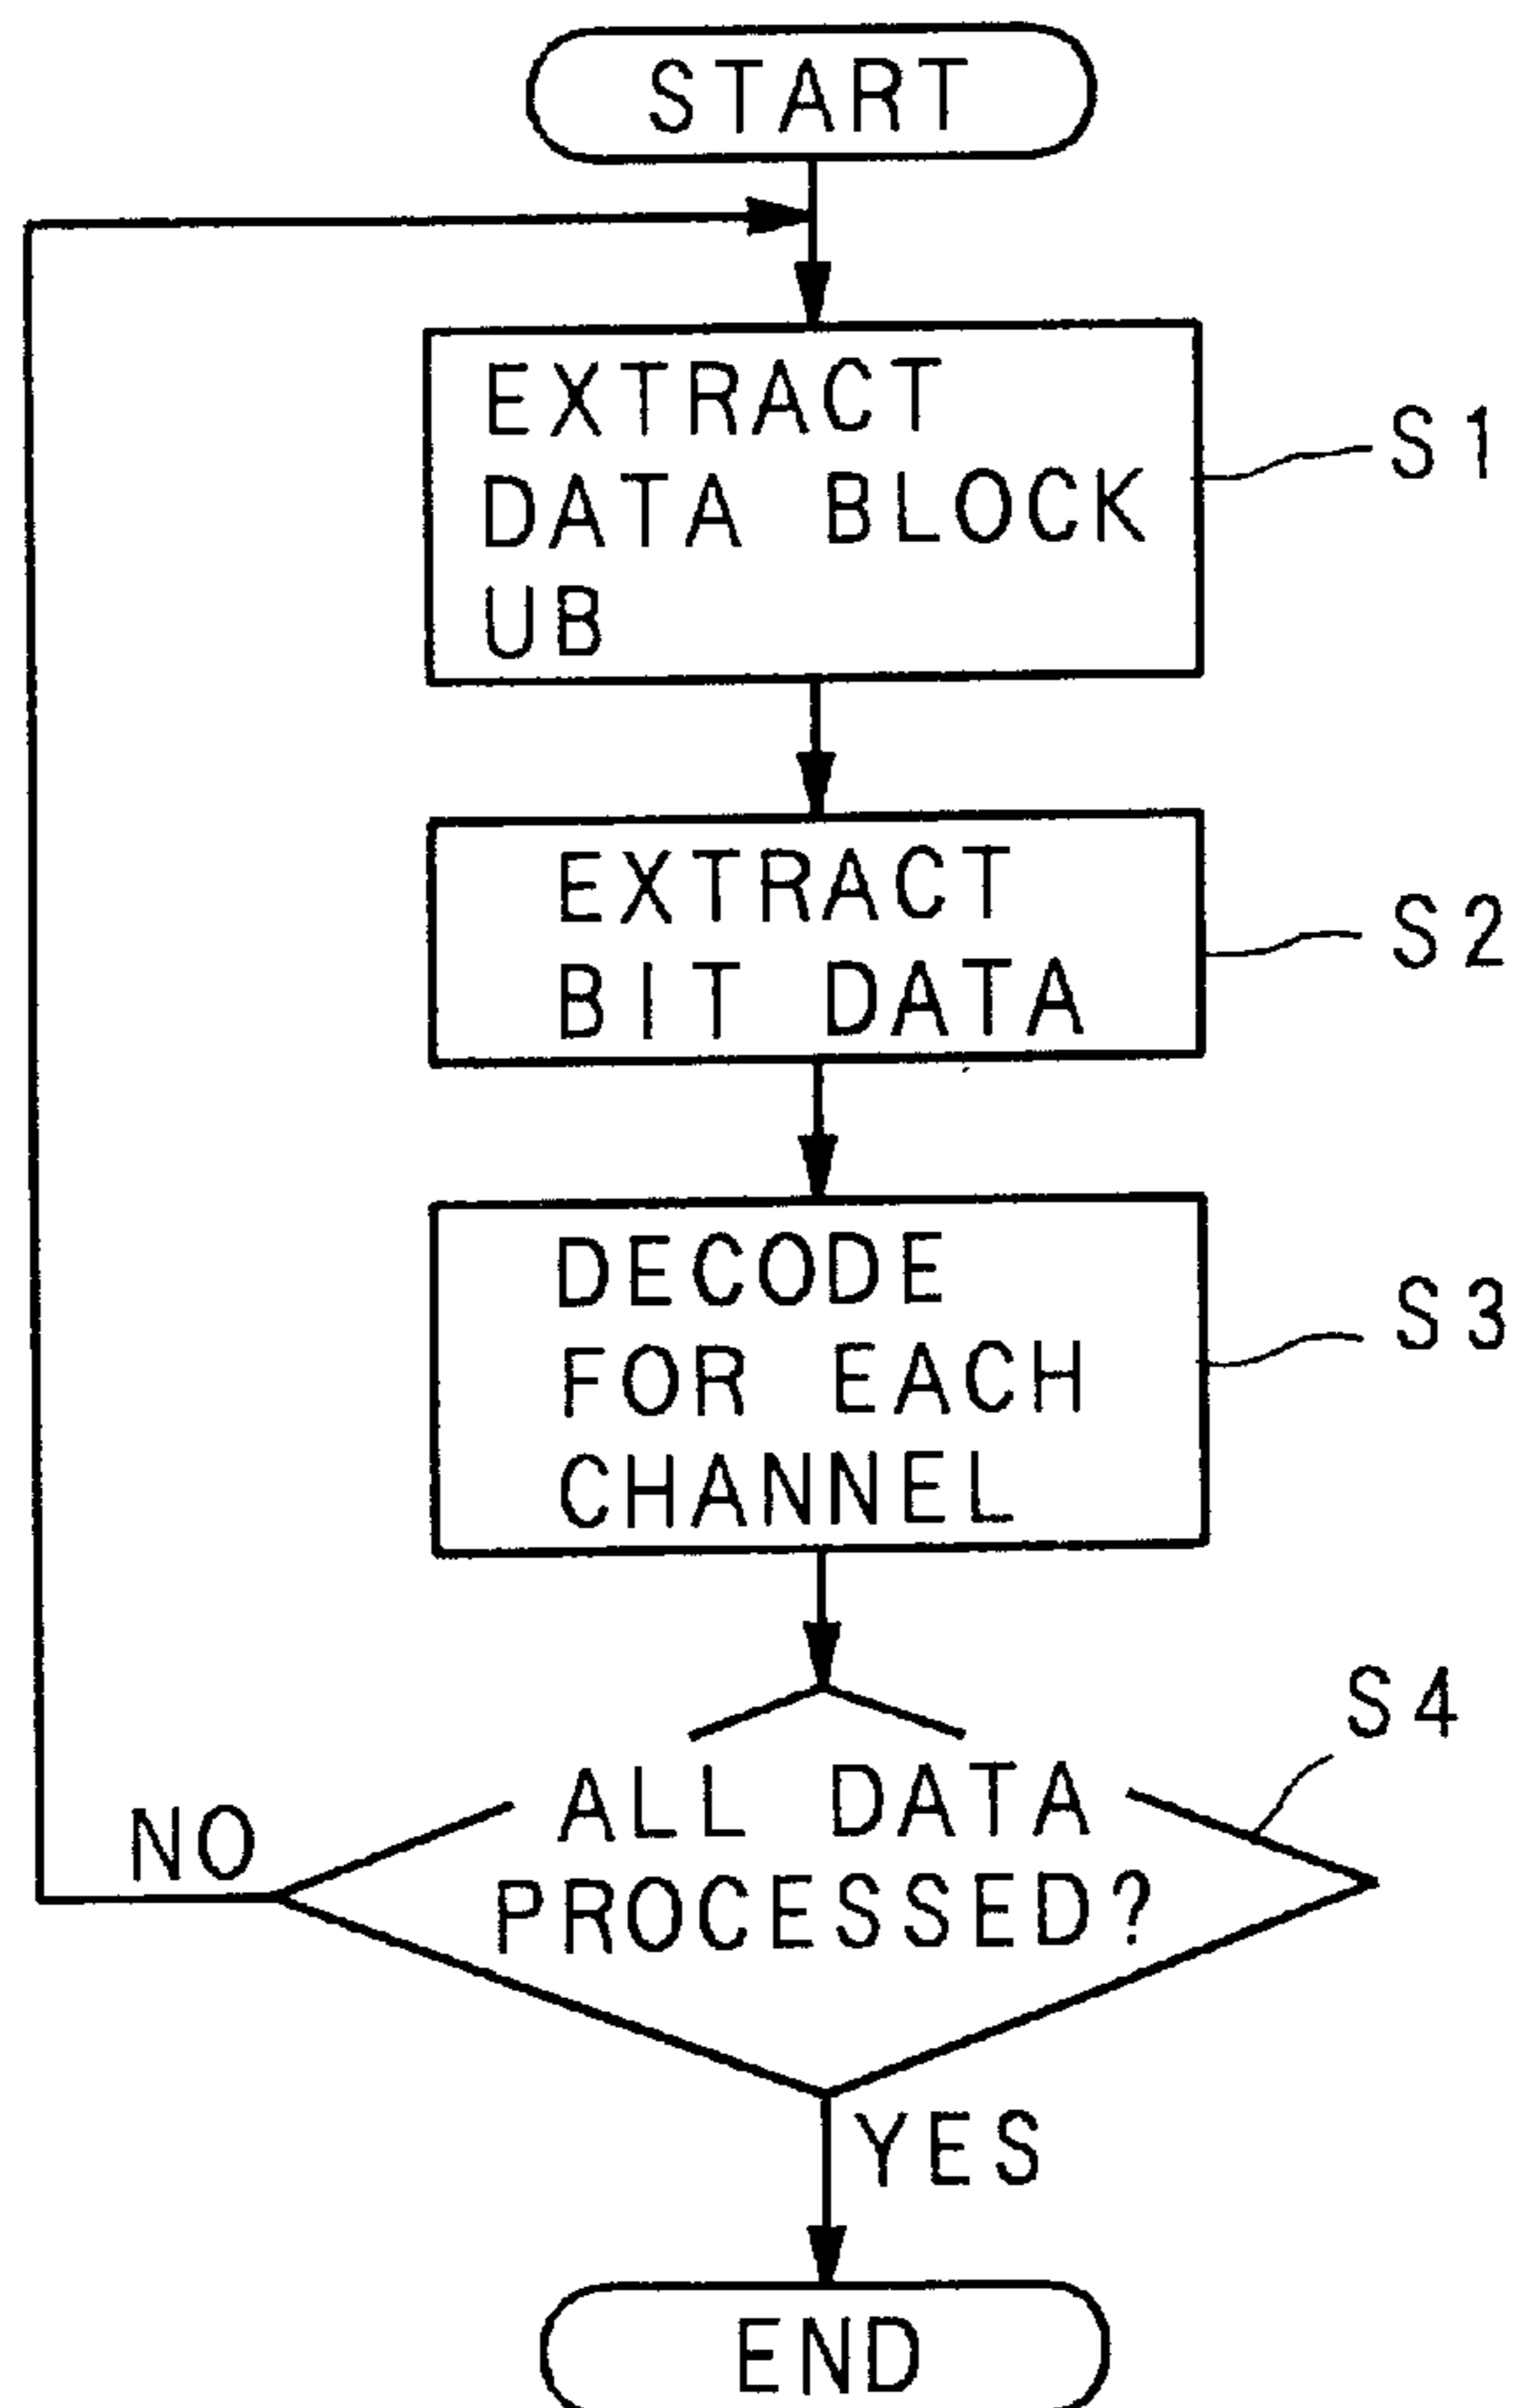 START
EXTRACT
DATA BLOCK
UB
S1
EXTRACT
BIT DATA
S2
DECODE
FOR EACH
CHANNEL
S3
S4
ALL DATA
PROCESSED?
NO
YES
END